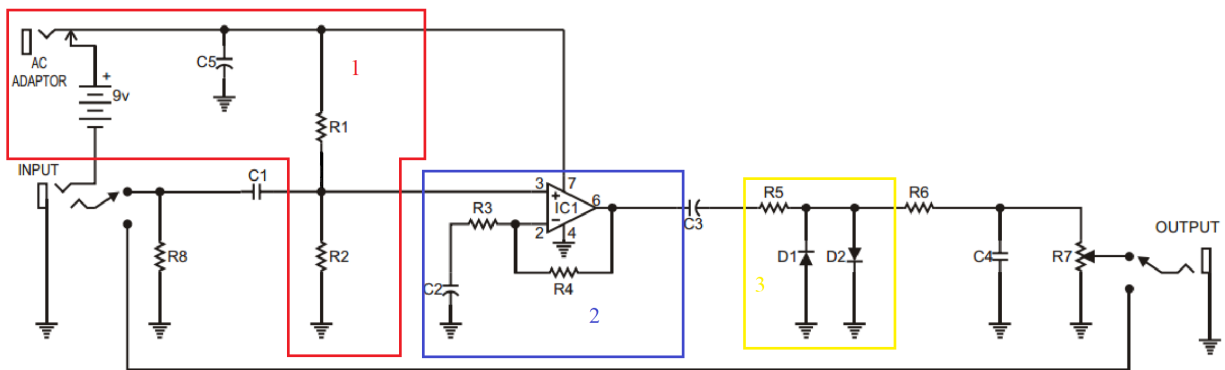 AC
ADAPTOR
+
9v
C5
1
R1
INPUT
C1
R8
R2
3
7
+
IC1
6
−
2
4
R3
R4
C2
2
C3
R5
D1
D2
3
R6
C4
R7
OUTPUT